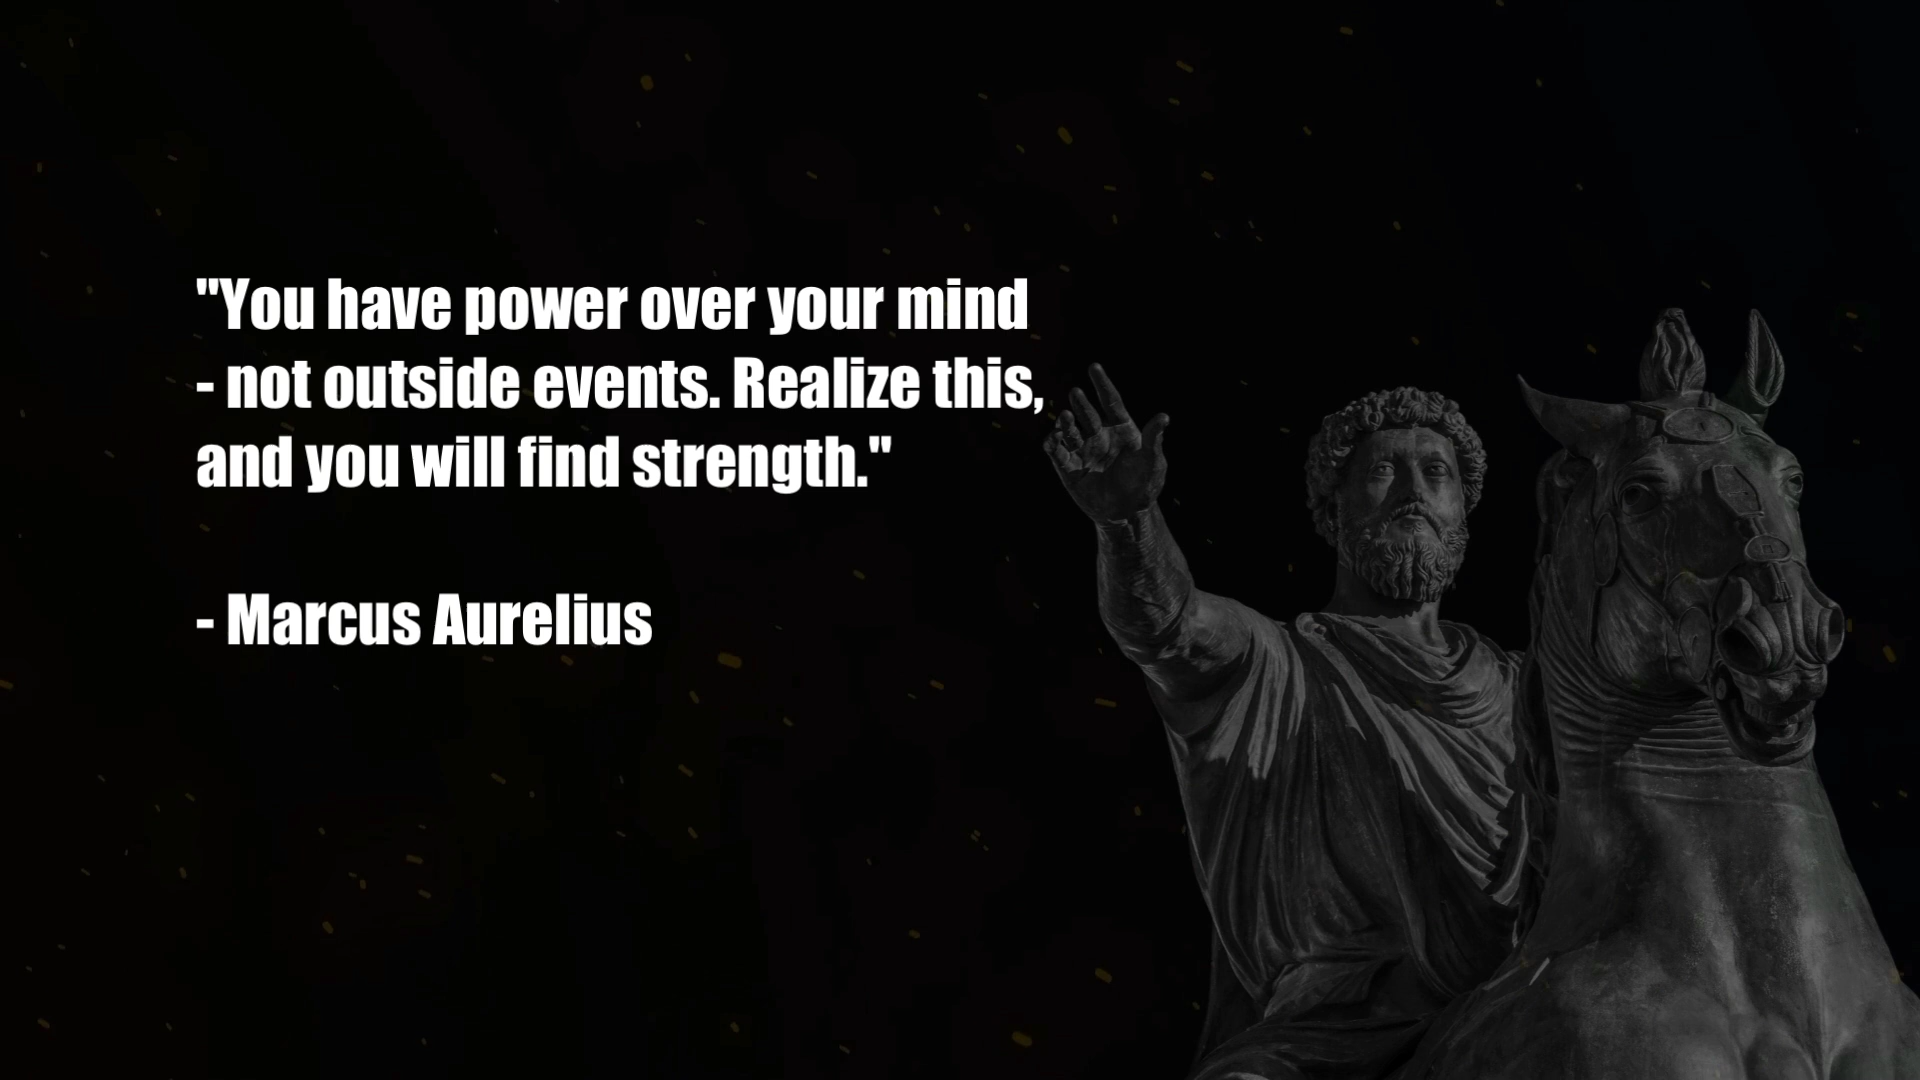 "You have power over your mind
- not outside events. Realize this,
and you will find strength."
- Marcus Aurelius